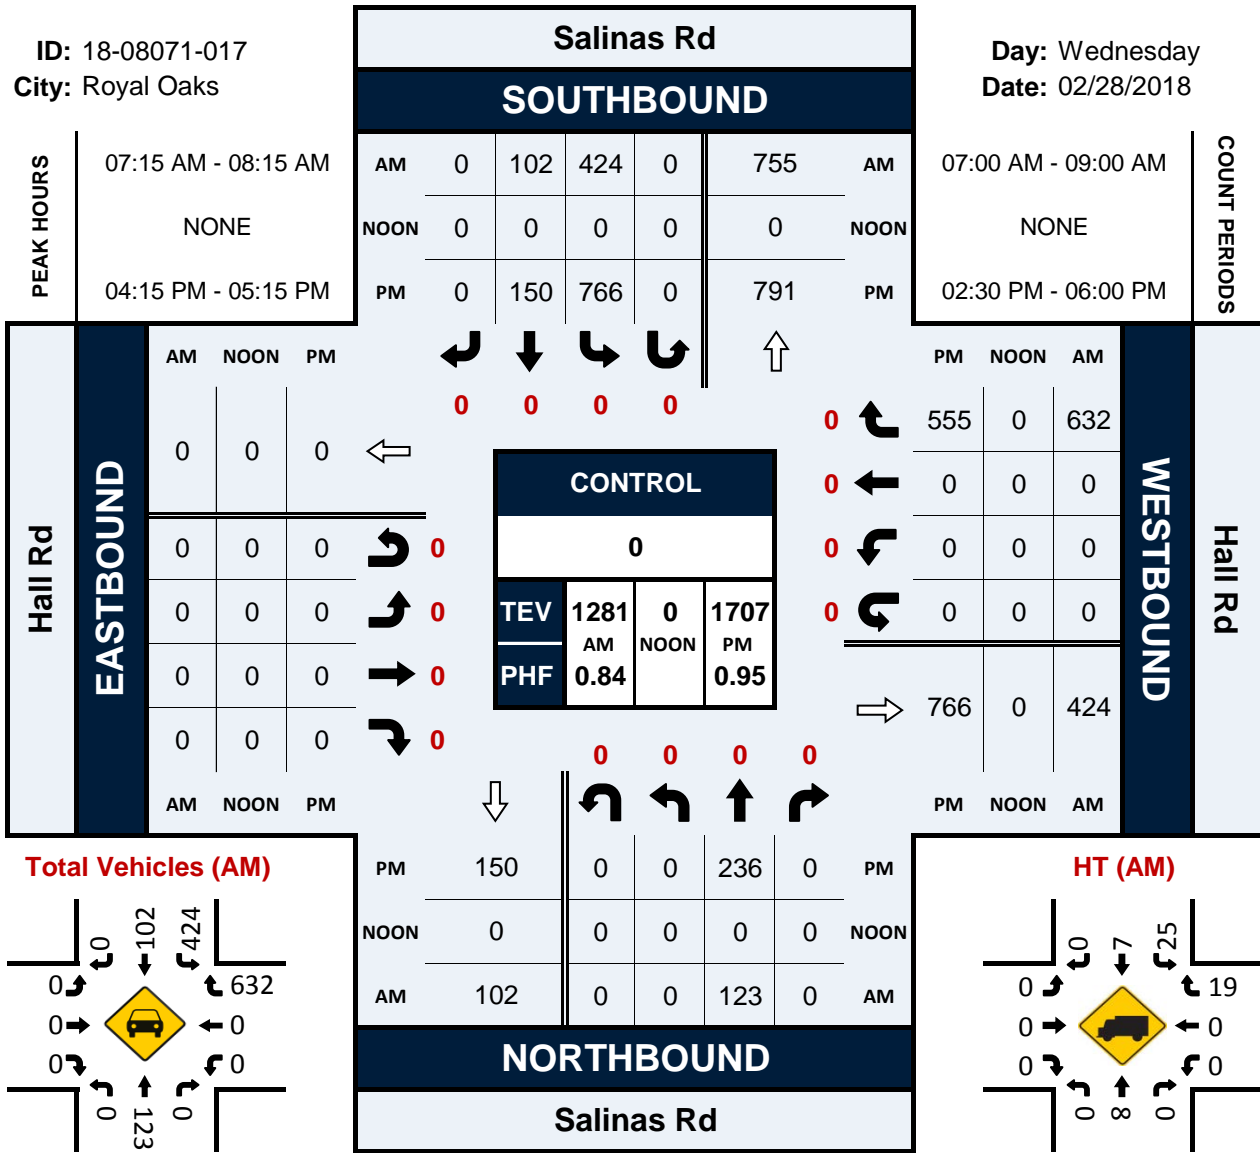 Salinas Rd
ID: 18-08071-017
Day: Wednesday
City: Royal Oaks
SOUTHBOUND
Date: 02/28/2018
PEAK HOURS
07:15 AM - 08:15 AM
AM 0 102 424 0 755 AM
07:00 AM - 09:00 AM
COUNT PERIODS
NONE
NOON 0 0 0 0 0 NOON
NONE
04:15 PM - 05:15 PM
PM 0 150 766 0 791 PM
02:30 PM - 06:00 PM
AM NOON PM
PM NOON AM
0 0 0 0
0 555 0 632
0 0 0
0 0 0 0
0 0 0 0
0 0 0 0
0 0 0 0
0 0 0 0
0 0 0 0
0 0 0 0
766 0 424
Hall Rd
EASTBOUND
CONTROL
0
TEV 1281 0 1707
AM NOON PM
PHF 0.84 0.95
WESTBOUND
Hall Rd
0 0 0 0
AM NOON PM
PM NOON AM
PM 150 0 0 236 0 PM
NOON 0 0 0 0 0 NOON
AM 102 0 0 123 0 AM
NORTHBOUND
Salinas Rd
Total Vehicles (AM)
0 102 424
0 632
0 0
0 0
0 123 0
HT (AM)
0 7 25
0 19
0 0
0 0
0 8 0